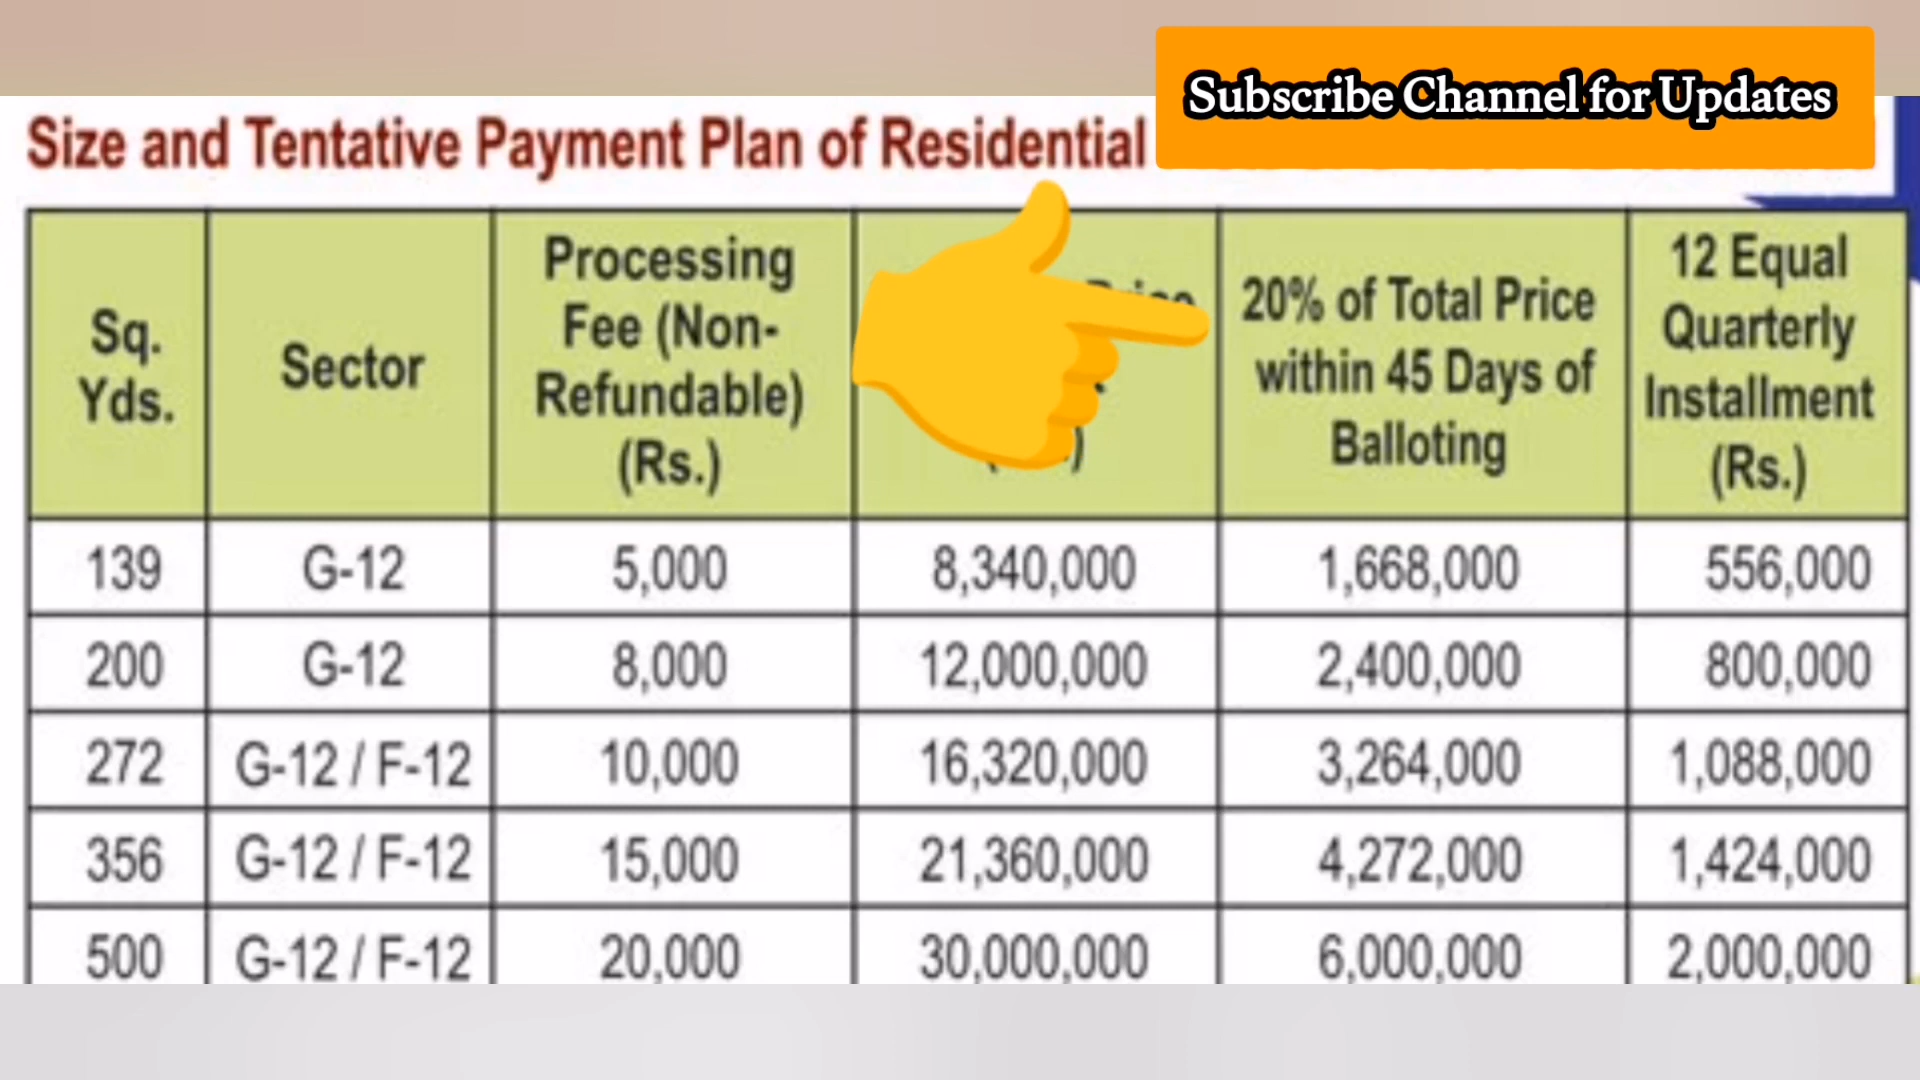 Subscribe Channel for Updates
Size and Tentative Payment Plan of Residential
Sq. Yds.
Sector
Processing Fee (Non-Refundable) (Rs.)
Price
20% of Total Price within 45 Days of Balloting
12 Equal Quarterly Installment (Rs.)
139 G-12 5,000 8,340,000 1,668,000 556,000
200 G-12 8,000 12,000,000 2,400,000 800,000
272 G-12 / F-12 10,000 16,320,000 3,264,000 1,088,000
356 G-12 / F-12 15,000 21,360,000 4,272,000 1,424,000
500 G-12 / F-12 20,000 30,000,000 6,000,000 2,000,000